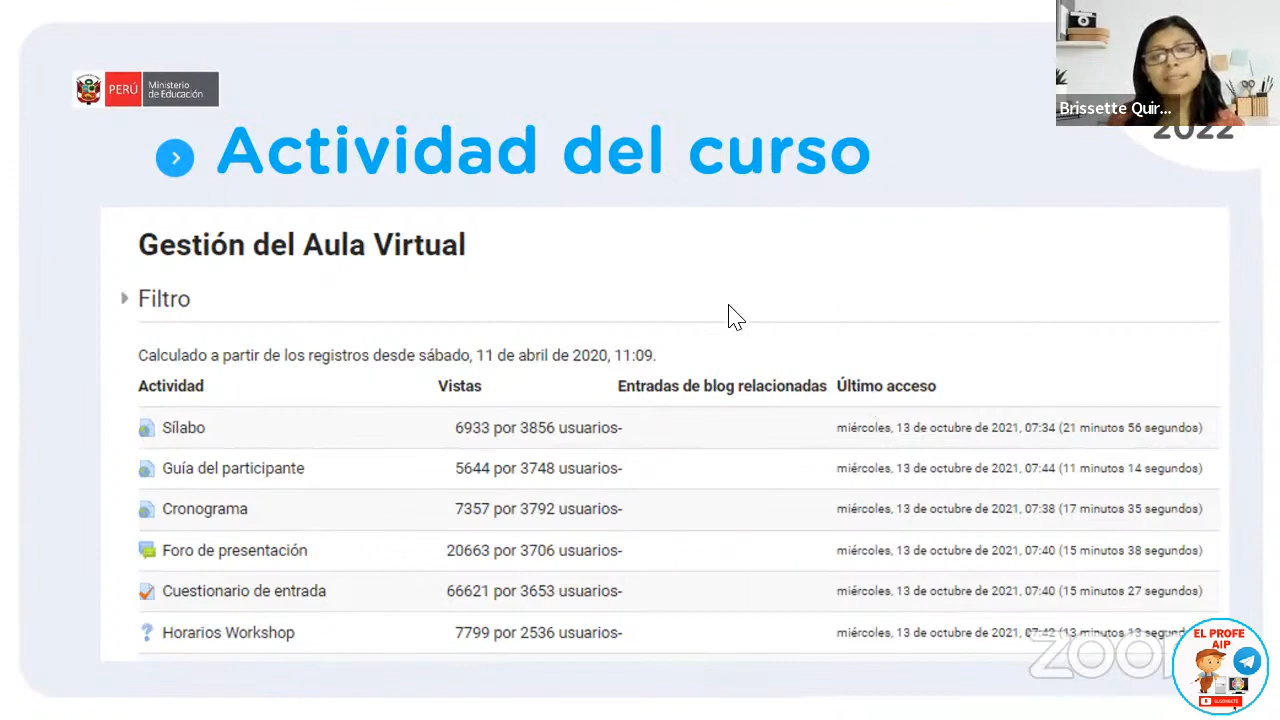 PERÚ
Ministerio
de Educación
Brissette Quir...
2022
Actividad del curso
Gestión del Aula Virtual
Filtro
Calculado a partir de los registros desde sábado, 11 de abril de 2020, 11:09.
Actividad Vistas Entradas de blog relacionadas Último acceso
Sílabo 6933 por 3856 usuarios- miércoles, 13 de octubre de 2021, 07:34 (21 minutos 56 segundos)
Guía del participante 5644 por 3748 usuarios- miércoles, 13 de octubre de 2021, 07:44 (11 minutos 14 segundos)
Cronograma 7357 por 3792 usuarios- miércoles, 13 de octubre de 2021, 07:38 (17 minutos 35 segundos)
Foro de presentación 20663 por 3706 usuarios- miércoles, 13 de octubre de 2021, 07:40 (15 minutos 38 segundos)
Cuestionario de entrada 66621 por 3653 usuarios- miércoles, 13 de octubre de 2021, 07:40 (15 minutos 27 segundos)
Horarios Workshop 7799 por 2536 usuarios- miércoles, 13 de octubre de 2021, 07:42 (13 minutos 13 segun
zoo
EL PROFE
AIP